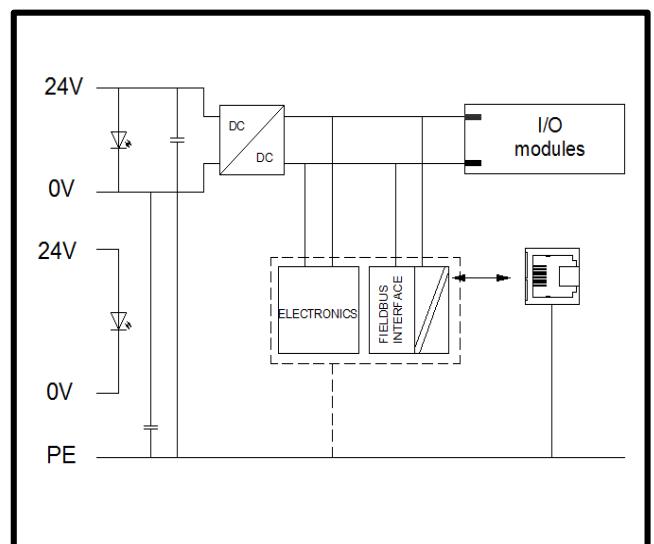 24V
DC
DC
I/O
modules
0V
24V
ELECTRONICS
FIELDBUS
INTERFACE
0V
PE